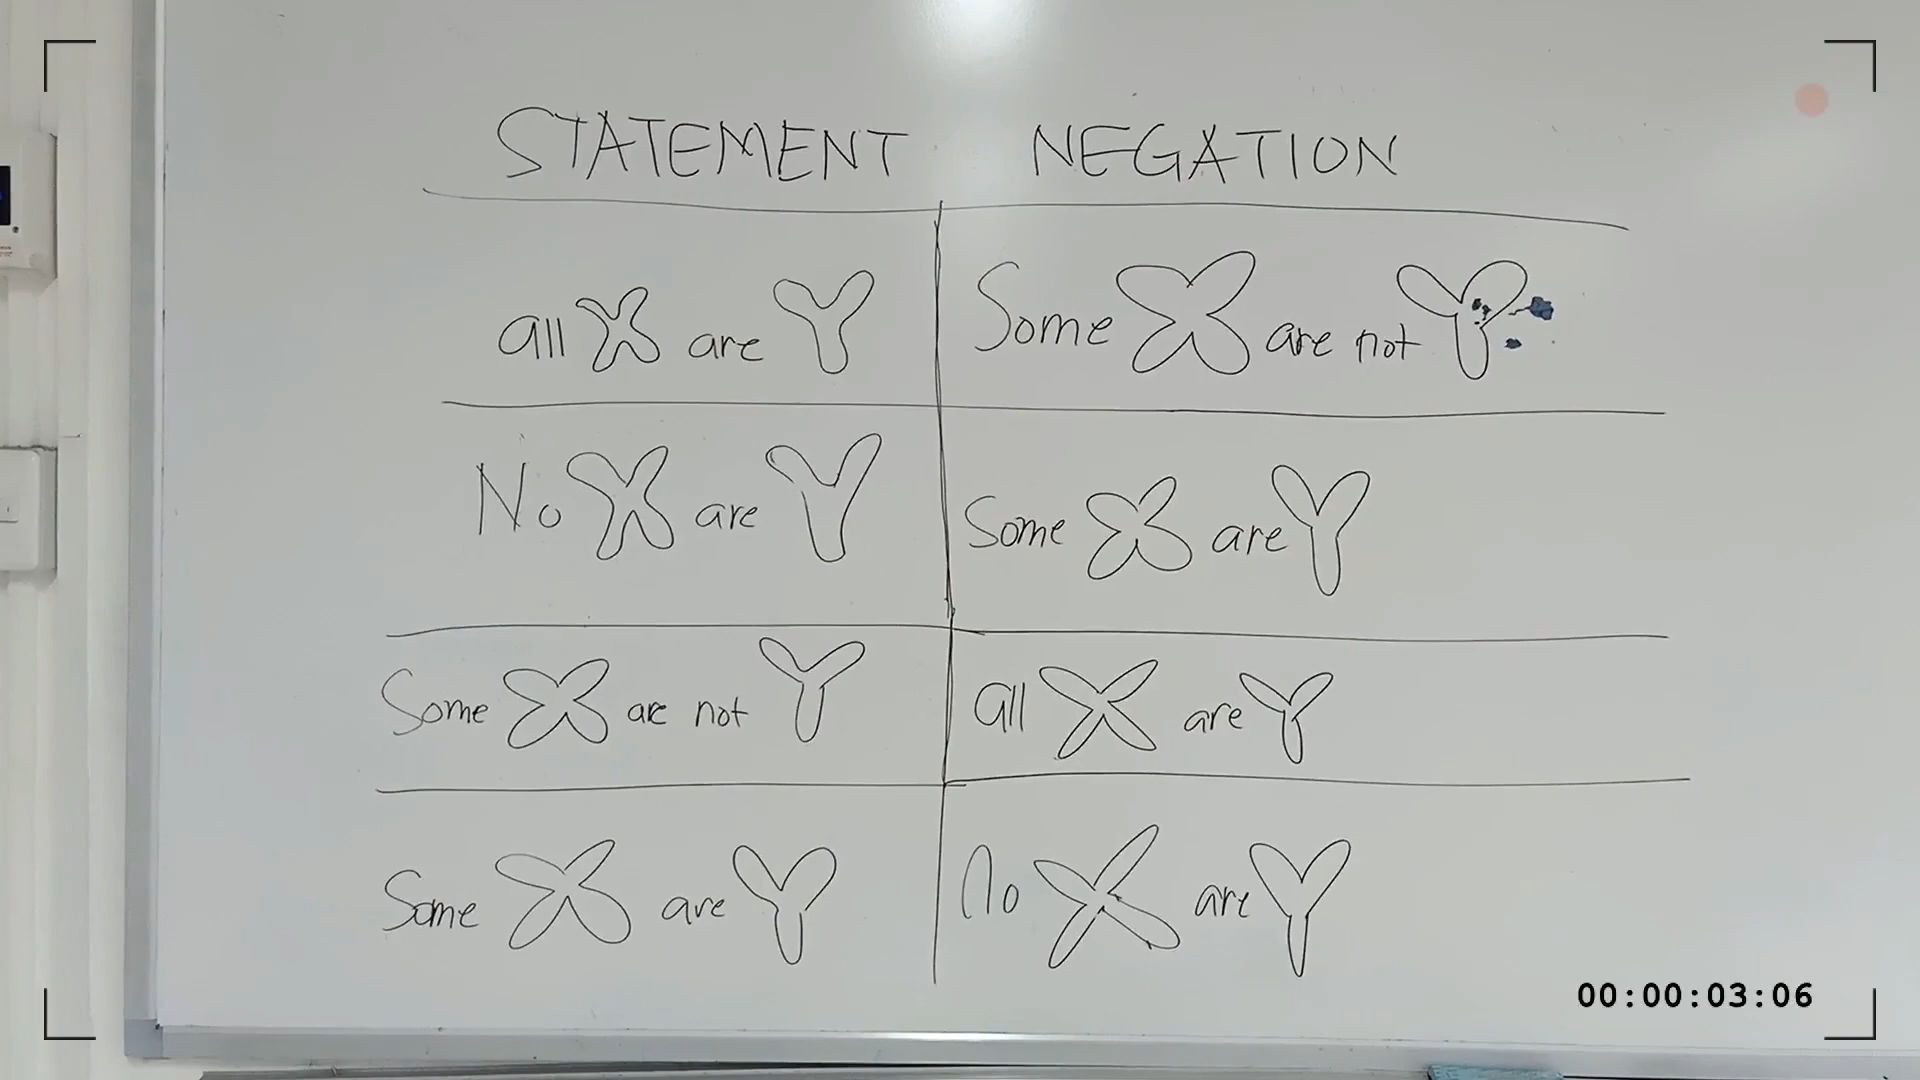 STATEMENT NEGATION
all X are Y Some X are not Y
No X are Y Some X are Y
Some X are not Y all X are Y
Some X are Y no X are Y
00:00:03:06